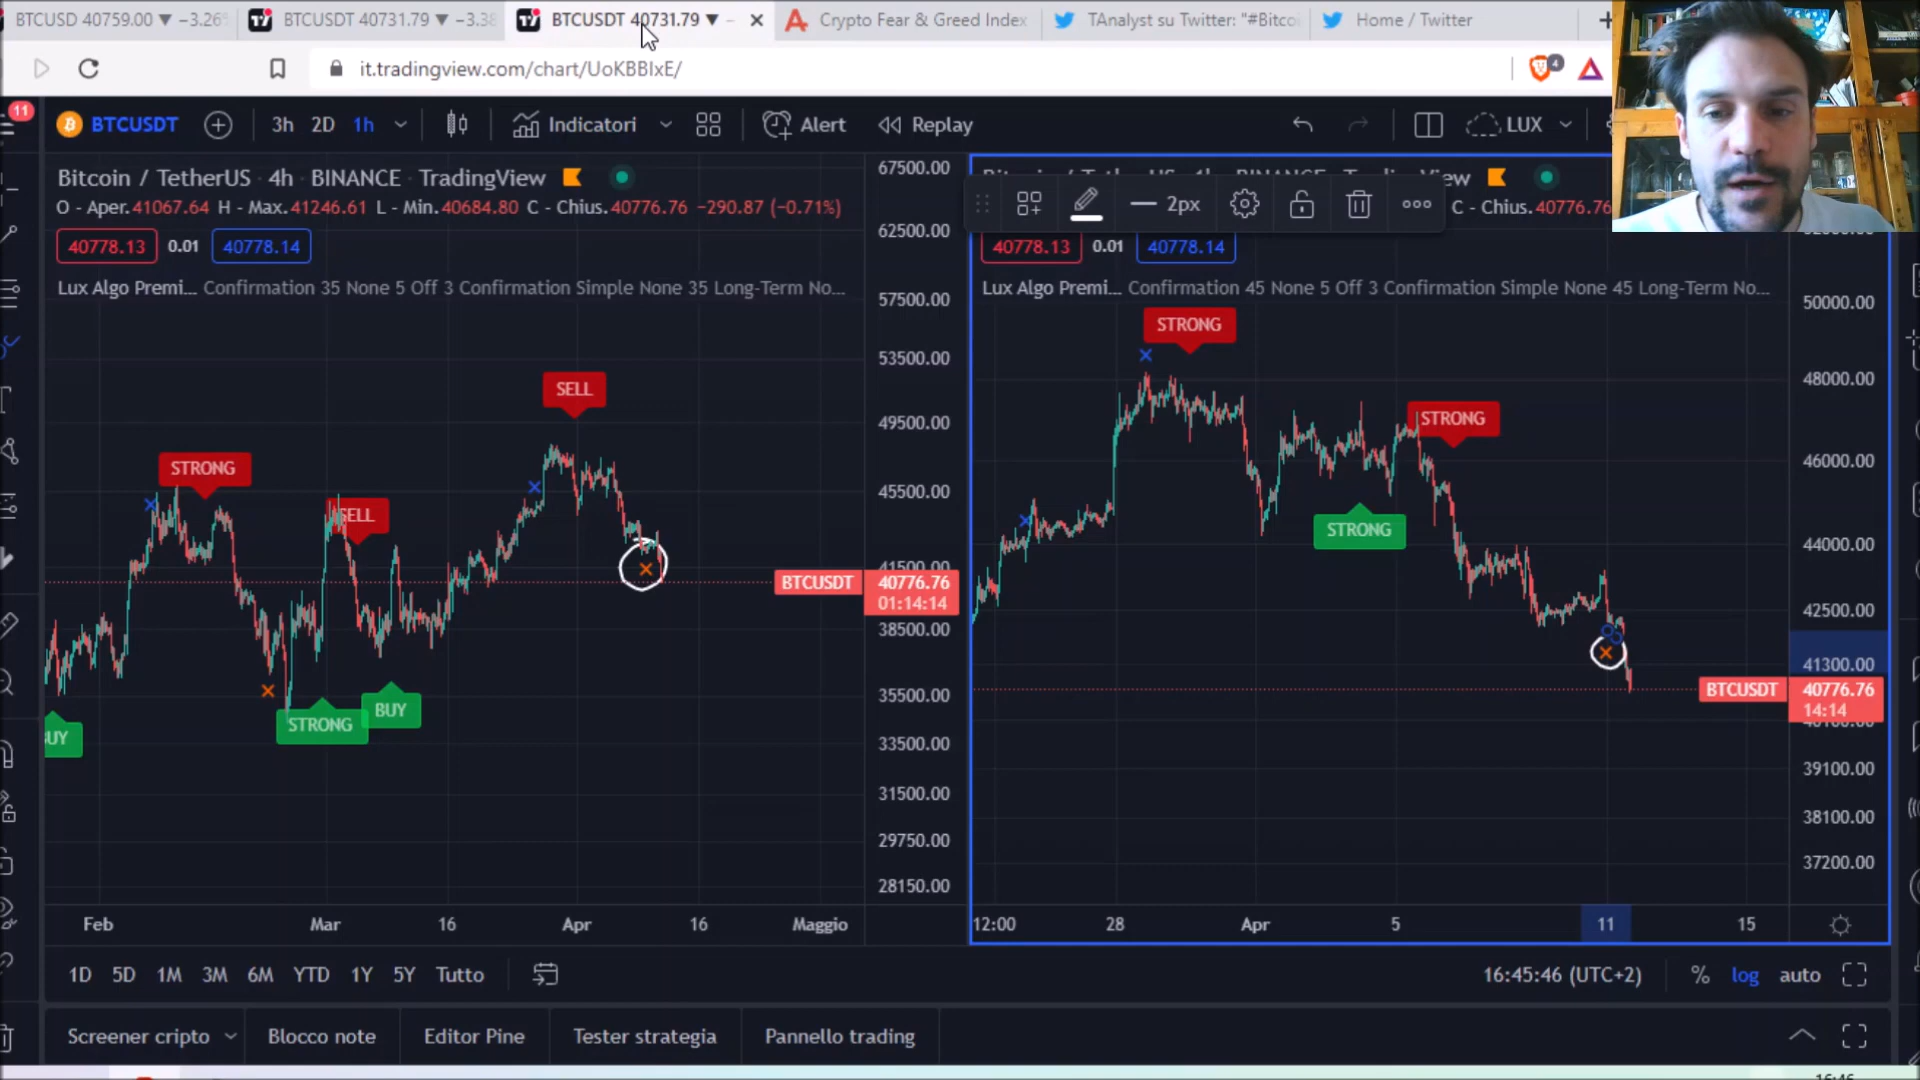 BTCUSD 40759.00 ▼ −3.26
BTCUSDT 40731.79 ▼ −3.38
BTCUSDT 40731.79 ▼ −
Crypto Fear & Greed Index
TAnalyst su Twitter: "#Bitco
Home / Twitter
it.tradingview.com/chart/UoKBBIxE/
4
11
BTCUSDT
3h 2D 1h
Indicatori
Alert
Replay
LUX
Bitcoin / TetherUS · 4h · BINANCE · TradingView
O - Aper.41067.64 H - Max.41246.61 L - Min.40684.80 C - Chius.40776.76 −290.87 (−0.71%)
40778.13 0.01 40778.14
Lux Algo Premi... Confirmation 35 None 5 Off 3 Confirmation Simple None 35 Long-Term No...
2px
C - Chius.40776.76
40778.13 0.01 40778.14
Lux Algo Premi... Confirmation 45 None 5 Off 3 Confirmation Simple None 45 Long-Term No...
STRONG
SELL
SELL
STRONG
BUY
UY
67500.00
62500.00
57500.00
53500.00
49500.00
45500.00
41500.00
BTCUSDT 40776.76
01:14:14
38500.00
35500.00
33500.00
31500.00
29750.00
28150.00
Feb Mar 16 Apr 16 Maggio
STRONG
STRONG
STRONG
50000.00
48000.00
46000.00
44000.00
42500.00
41300.00
BTCUSDT 40776.76
14:14
39100.00
38100.00
37200.00
12:00 28 Apr 5 11 15
1D 5D 1M 3M 6M YTD 1Y 5Y Tutto
16:45:46 (UTC+2) % log auto
Screener cripto
Blocco note
Editor Pine
Tester strategia
Pannello trading